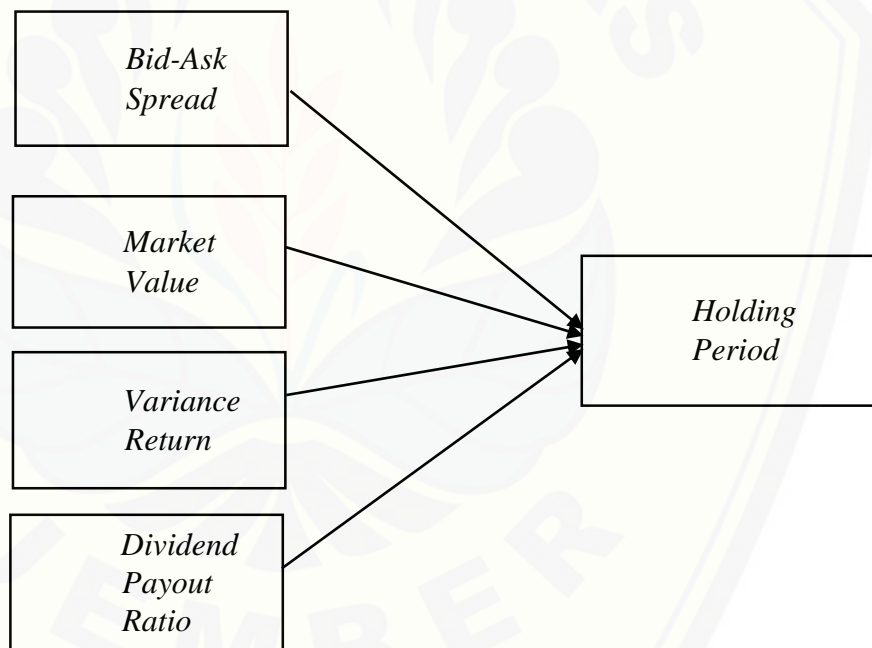 Bid-Ask
Spread
Market
Value
Holding
Period
Variance
Return
Dividend
Payout
Ratio